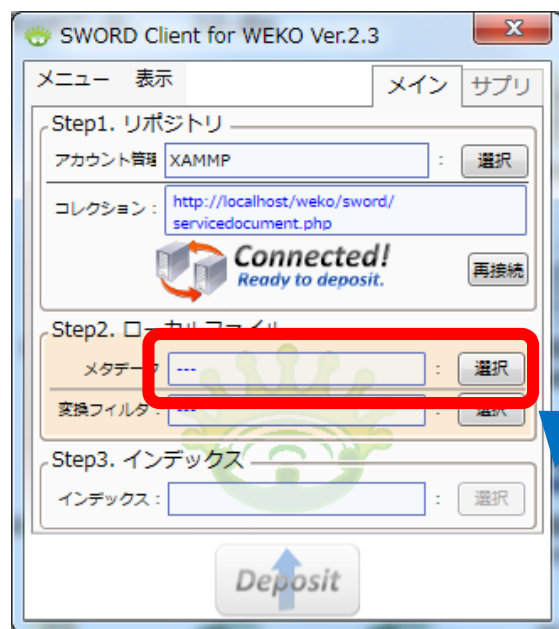 SWORD Client for WEKO Ver.2.3
メニュー 表示 メイン サプリ
Step1. リポジトリ
アカウント管理 XAMMP : 選択
コレクション: http://localhost/weko/sword/
servicedocument.php
Connected!
Ready to deposit.
再接続
Step2. ローカルファイル
メタデータ --- : 選択
変換フィルタ: --- : 選択
Step3. インデックス
インデックス: : 選択
Deposit